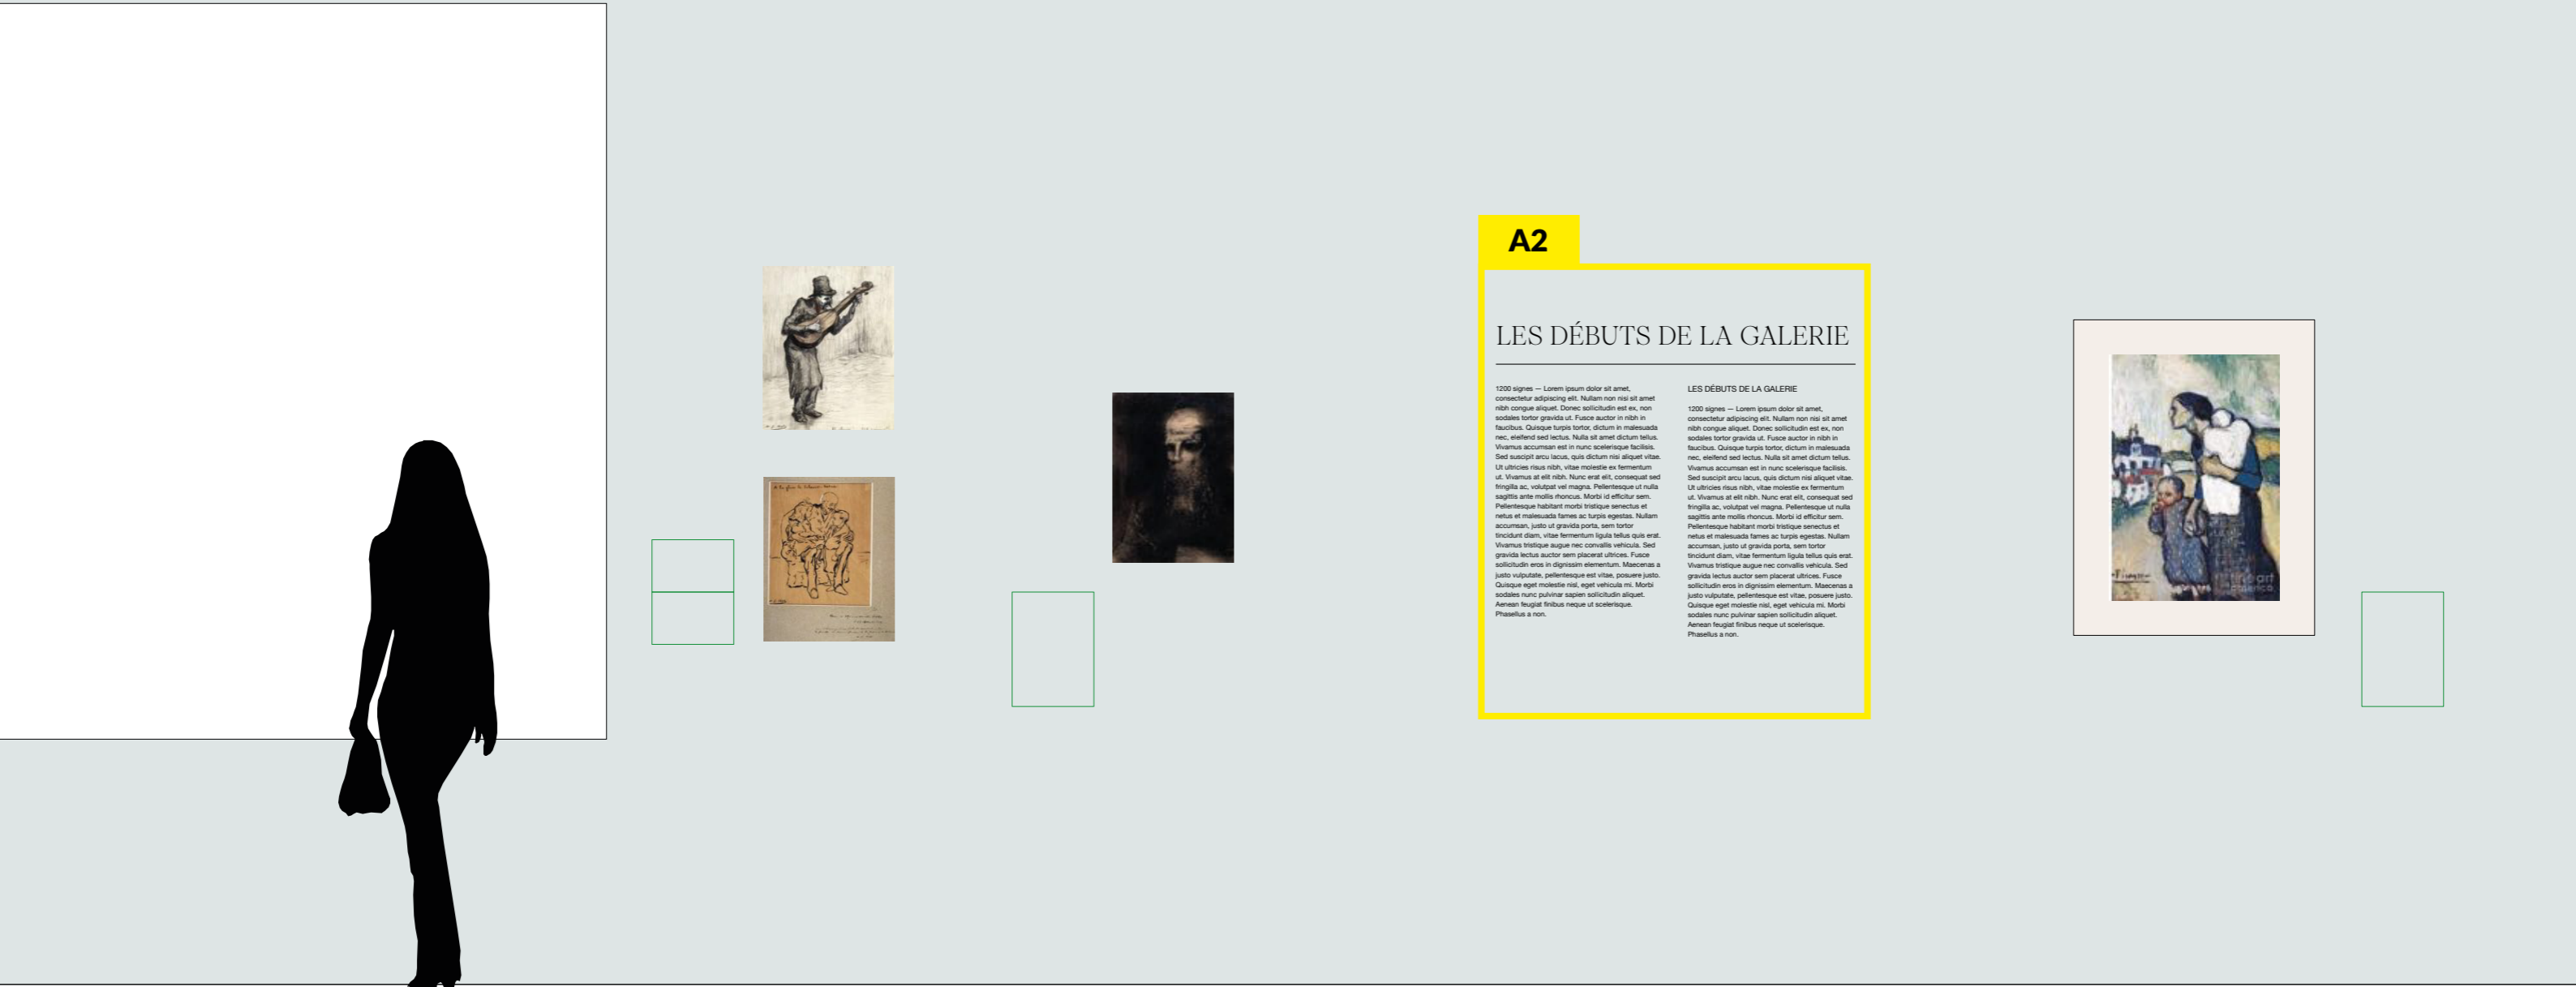 A2
LES DÉBUTS DE LA GALERIE
1200 signes — Lorem ipsum dolor sit amet,
consectetur adipiscing elit. Nullam non nisi sit amet
nibh congue aliquet. Donec sollicitudin est ex, non
sodales tortor gravida ut. Fusce auctor in nibh in
faucibus. Quisque turpis tortor, dictum in malesuada
nec, eleifend sed lectus. Nulla sit amet dictum tellus.
Vivamus accumsan est in nunc scelerisque facilisis.
Sed suscipit arcu lacus, quis dictum nisi aliquet vitae.
Ut ultricies risus nibh, vitae molestie ex fermentum
ut. Vivamus at elit nibh. Nunc erat elit, consequat sed
fringilla ac, volutpat vel magna. Pellentesque ut nulla
sagittis ante mollis rhoncus. Morbi id efficitur sem.
Pellentesque habitant morbi tristique senectus et
netus et malesuada fames ac turpis egestas. Nullam
accumsan, justo ut gravida porta, sem tortor
tincidunt diam, vitae fermentum ligula tellus quis erat.
Vivamus tristique augue nec convallis vehicula. Sed
gravida lectus auctor sem placerat ultrices. Fusce
sollicitudin eros in dignissim elementum. Maecenas a
justo vulputate, pellentesque est vitae, posuere justo.
Quisque eget molestie nisl, eget vehicula mi. Morbi
sodales nunc pulvinar sapien sollicitudin aliquet.
Aenean feugiat finibus neque ut scelerisque.
Phasellus a non.
LES DÉBUTS DE LA GALERIE
1200 signes — Lorem ipsum dolor sit amet,
consectetur adipiscing elit. Nullam non nisi sit amet
nibh congue aliquet. Donec sollicitudin est ex, non
sodales tortor gravida ut. Fusce auctor in nibh in
faucibus. Quisque turpis tortor, dictum in malesuada
nec, eleifend sed lectus. Nulla sit amet dictum tellus.
Vivamus accumsan est in nunc scelerisque facilisis.
Sed suscipit arcu lacus, quis dictum nisi aliquet vitae.
Ut ultricies risus nibh, vitae molestie ex fermentum
ut. Vivamus at elit nibh. Nunc erat elit, consequat sed
fringilla ac, volutpat vel magna. Pellentesque ut nulla
sagittis ante mollis rhoncus. Morbi id efficitur sem.
Pellentesque habitant morbi tristique senectus et
netus et malesuada fames ac turpis egestas. Nullam
accumsan, justo ut gravida porta, sem tortor
tincidunt diam, vitae fermentum ligula tellus quis erat.
Vivamus tristique augue nec convallis vehicula. Sed
gravida lectus auctor sem placerat ultrices. Fusce
sollicitudin eros in dignissim elementum. Maecenas a
justo vulputate, pellentesque est vitae, posuere justo.
Quisque eget molestie nisl, eget vehicula mi. Morbi
sodales nunc pulvinar sapien sollicitudin aliquet.
Aenean feugiat finibus neque ut scelerisque.
Phasellus a non.